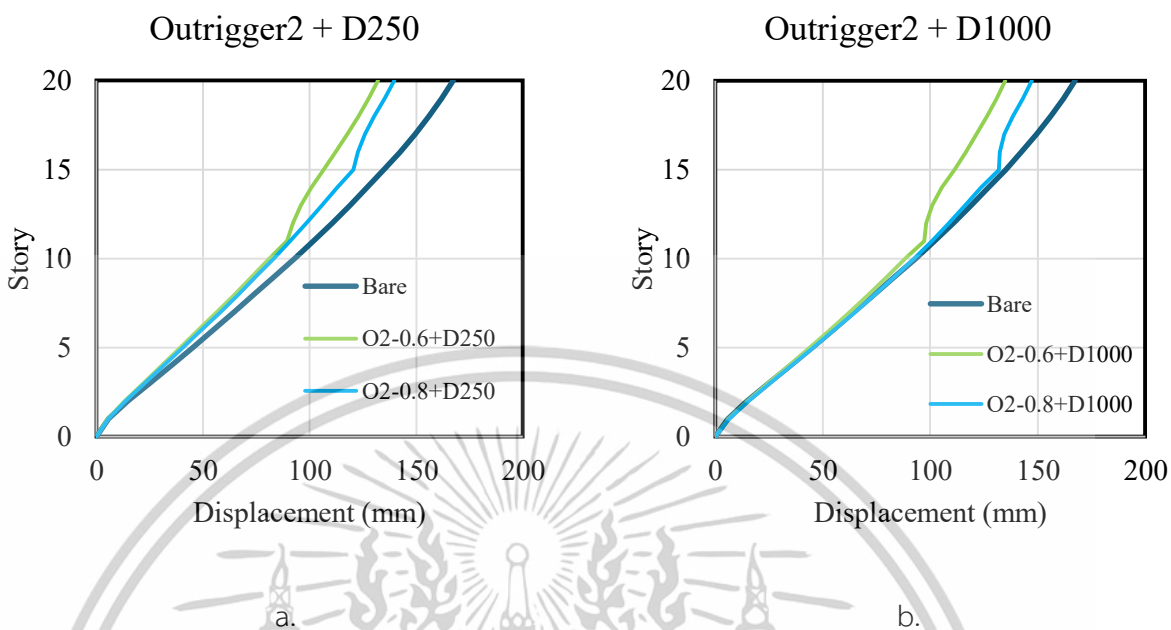 Outrigger2 + D250
20
15
10
5
0
Story
0 50 100 150 200
Displacement (mm)
Bare
O2-0.6+D250
O2-0.8+D250
a.
Outrigger2 + D1000
20
15
10
5
0
Story
0 50 100 150 200
Displacement (mm)
Bare
O2-0.6+D1000
O2-0.8+D1000
b.